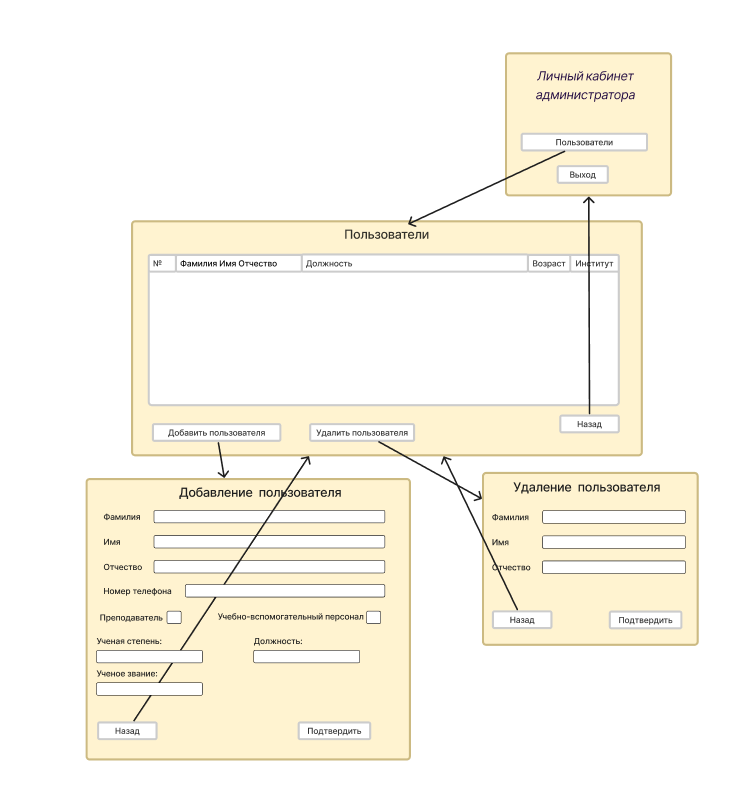 Личный кабинет
администратора
Пользователи
Выход
Пользователи
№ Фамилия Имя Отчество Должность Возраст Институт
Добавить пользователя Удалить пользователя Назад
Добавление пользователя
Фамилия
Имя
Отчество
Номер телефона
Преподаватель Учебно-вспомогательный персонал
Ученая степень: Должность:
Ученое звание:
Назад Подтвердить
Удаление пользователя
Фамилия
Имя
Отчество
Назад Подтвердить